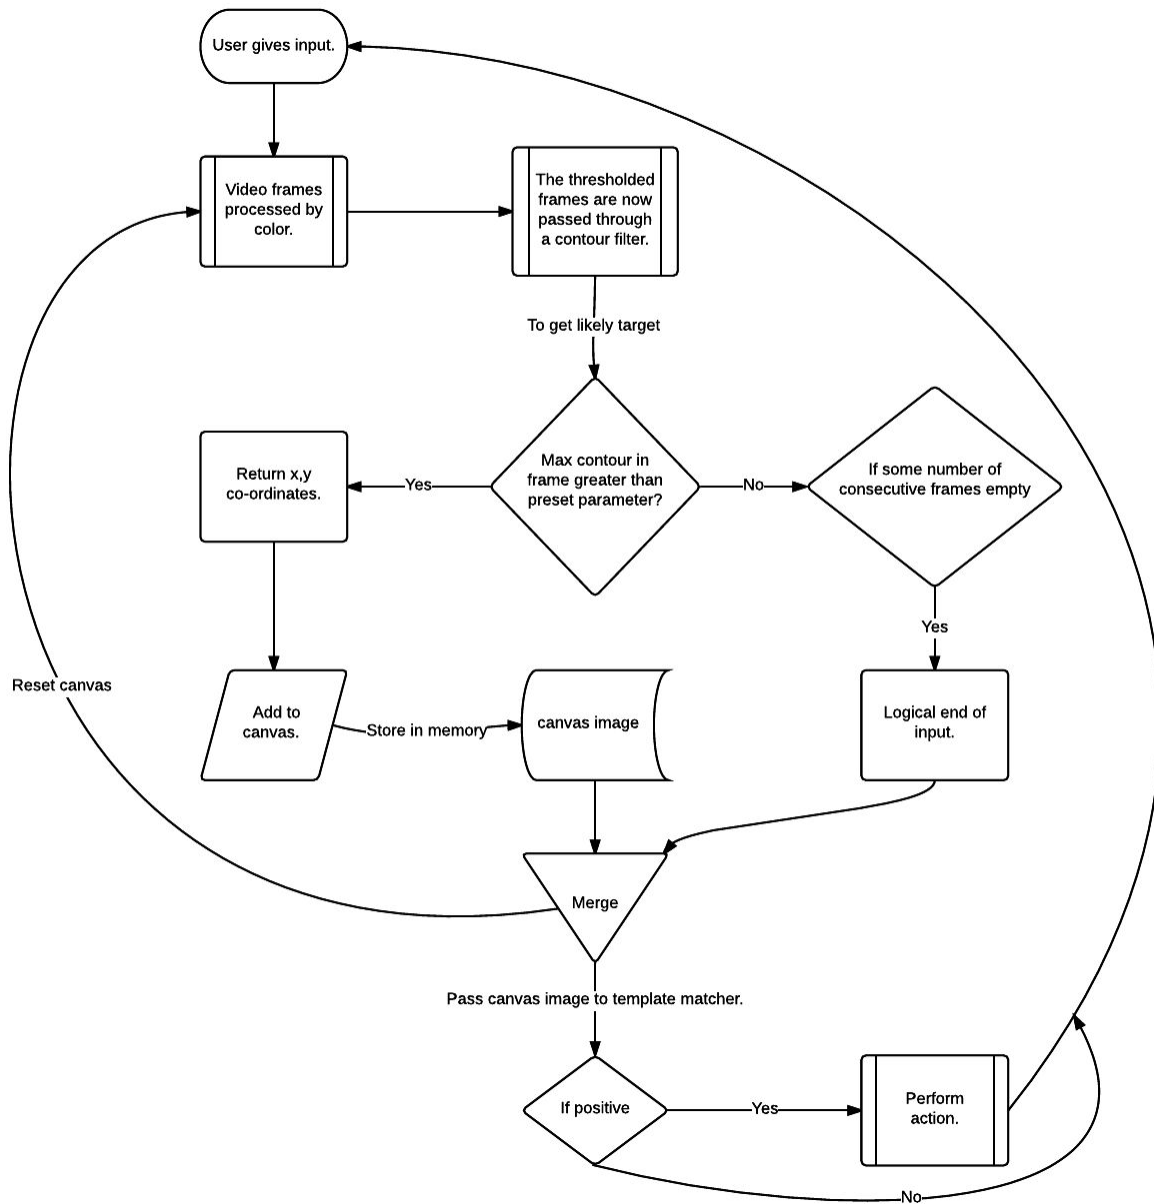 User gives input.
Video frames
processed by
color.
The thresholded
frames are now
passed through
a contour filter.
To get likely target
Return x,y
co-ordinates.
Yes
Max contour in
frame greater than
preset parameter?
No
If some number of
consecutive frames empty
Yes
Reset canvas
Add to
canvas.
Store in memory
canvas image
Logical end of
input.
Merge
Pass canvas image to template matcher.
If positive
Yes
Perform
action.
No